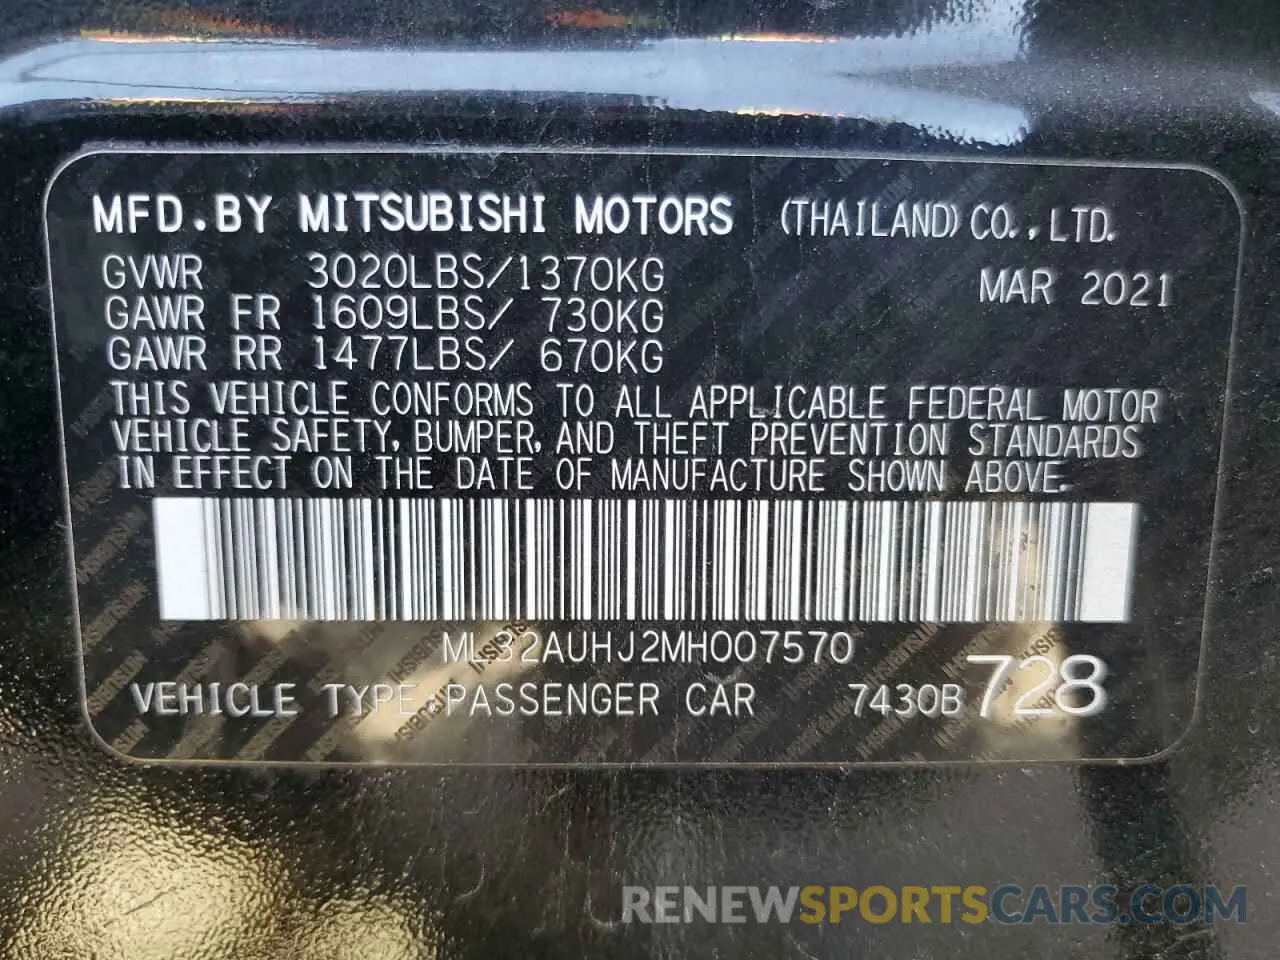 MFD.BY MITSUBISHI MOTORS (THAILAND) CO.,LTD.
GVWR 3020LBS/1370KG MAR 2021
GAWR FR 1609LBS/ 730KG
GAWR RR 1477LBS/ 670KG
THIS VEHICLE CONFORMS TO ALL APPLICABLE FEDERAL MOTOR
VEHICLE SAFETY, BUMPER, AND THEFT PREVENTION STANDARDS
IN EFFECT ON THE DATE OF MANUFACTURE SHOWN ABOVE.
ML32AUHJ2MH007570
VEHICLE TYPE:PASSENGER CAR 7430B 728
RENEWSPORTSCARS.COM